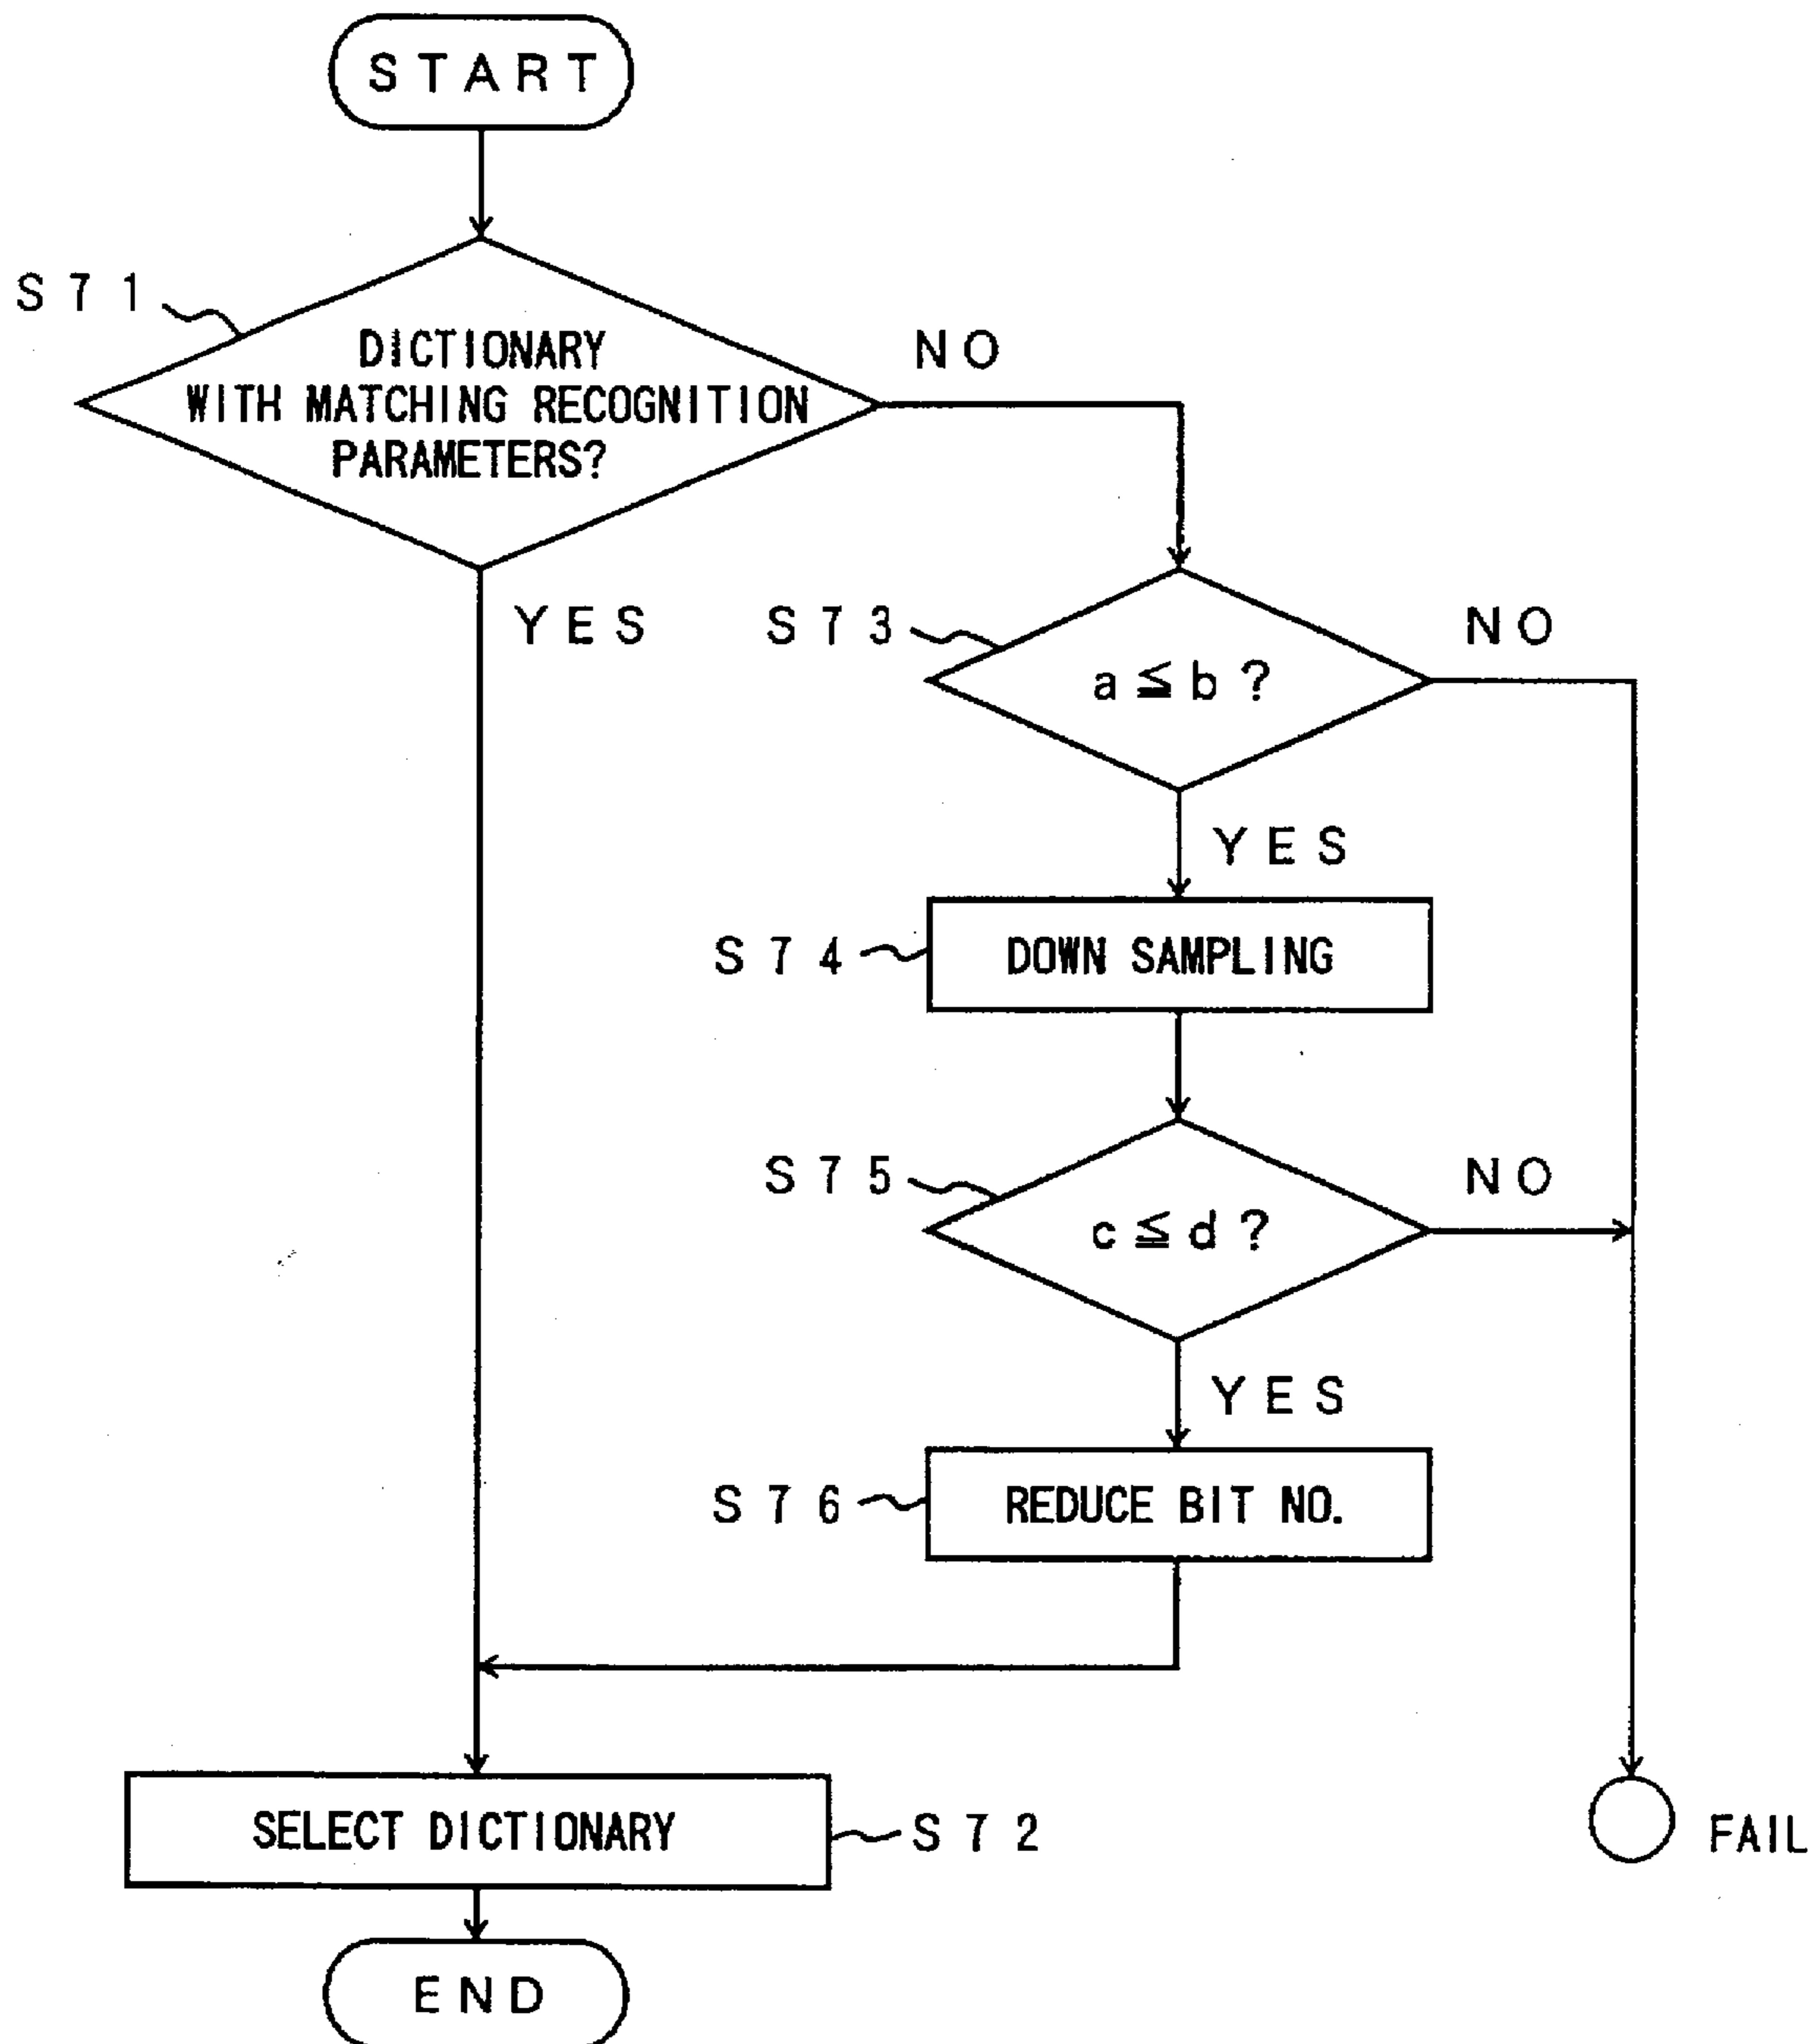 START
S71
DICTIONARY
WITH MATCHING RECOGNITION
PARAMETERS?
NO
YES
S73
a≦b?
NO
YES
S74
DOWN SAMPLING
S75
c≦d?
NO
YES
S76
REDUCE BIT NO.
SELECT DICTIONARY
S72
FAIL
END